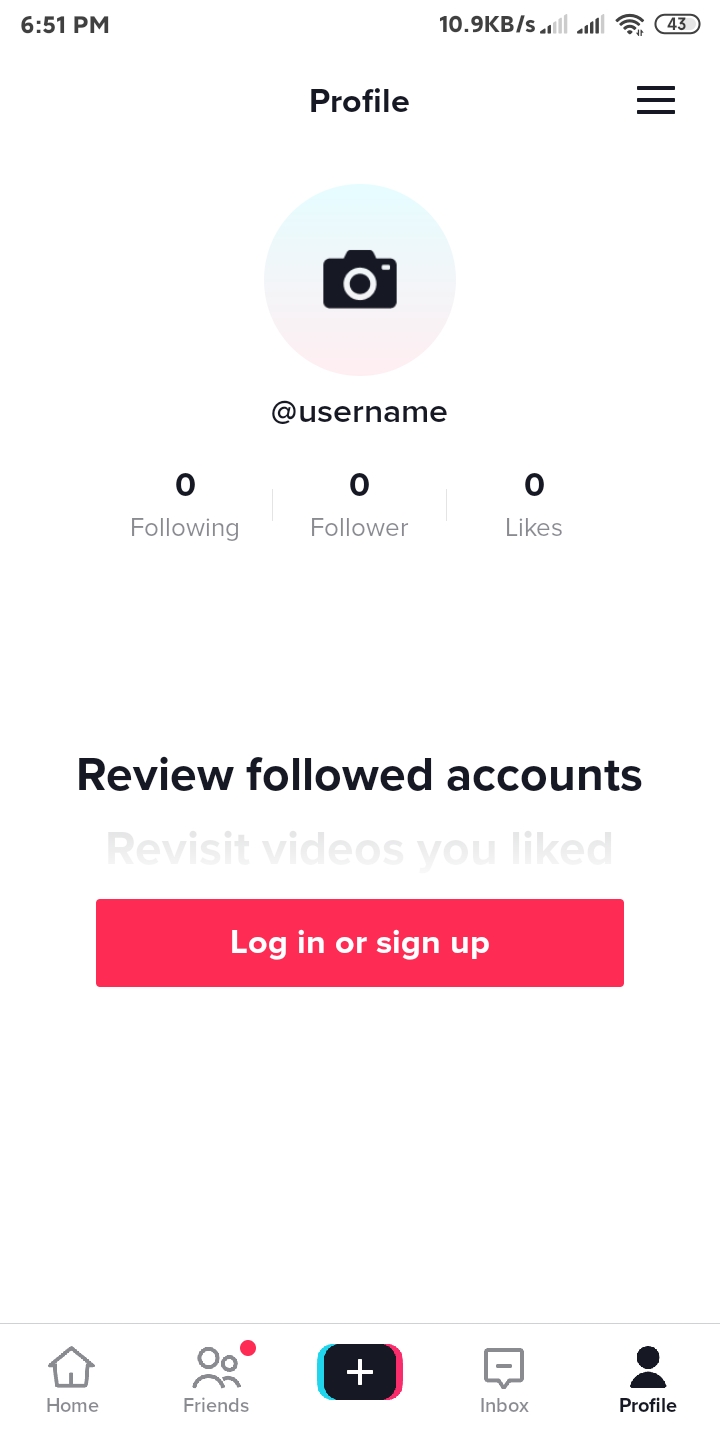 6:51 PM 10.9KB/s 43
Profile
@username
0 0 0
Following Follower Likes
Review followed accounts
Revisit videos you liked
Log in or sign up
Home Friends Inbox Profile